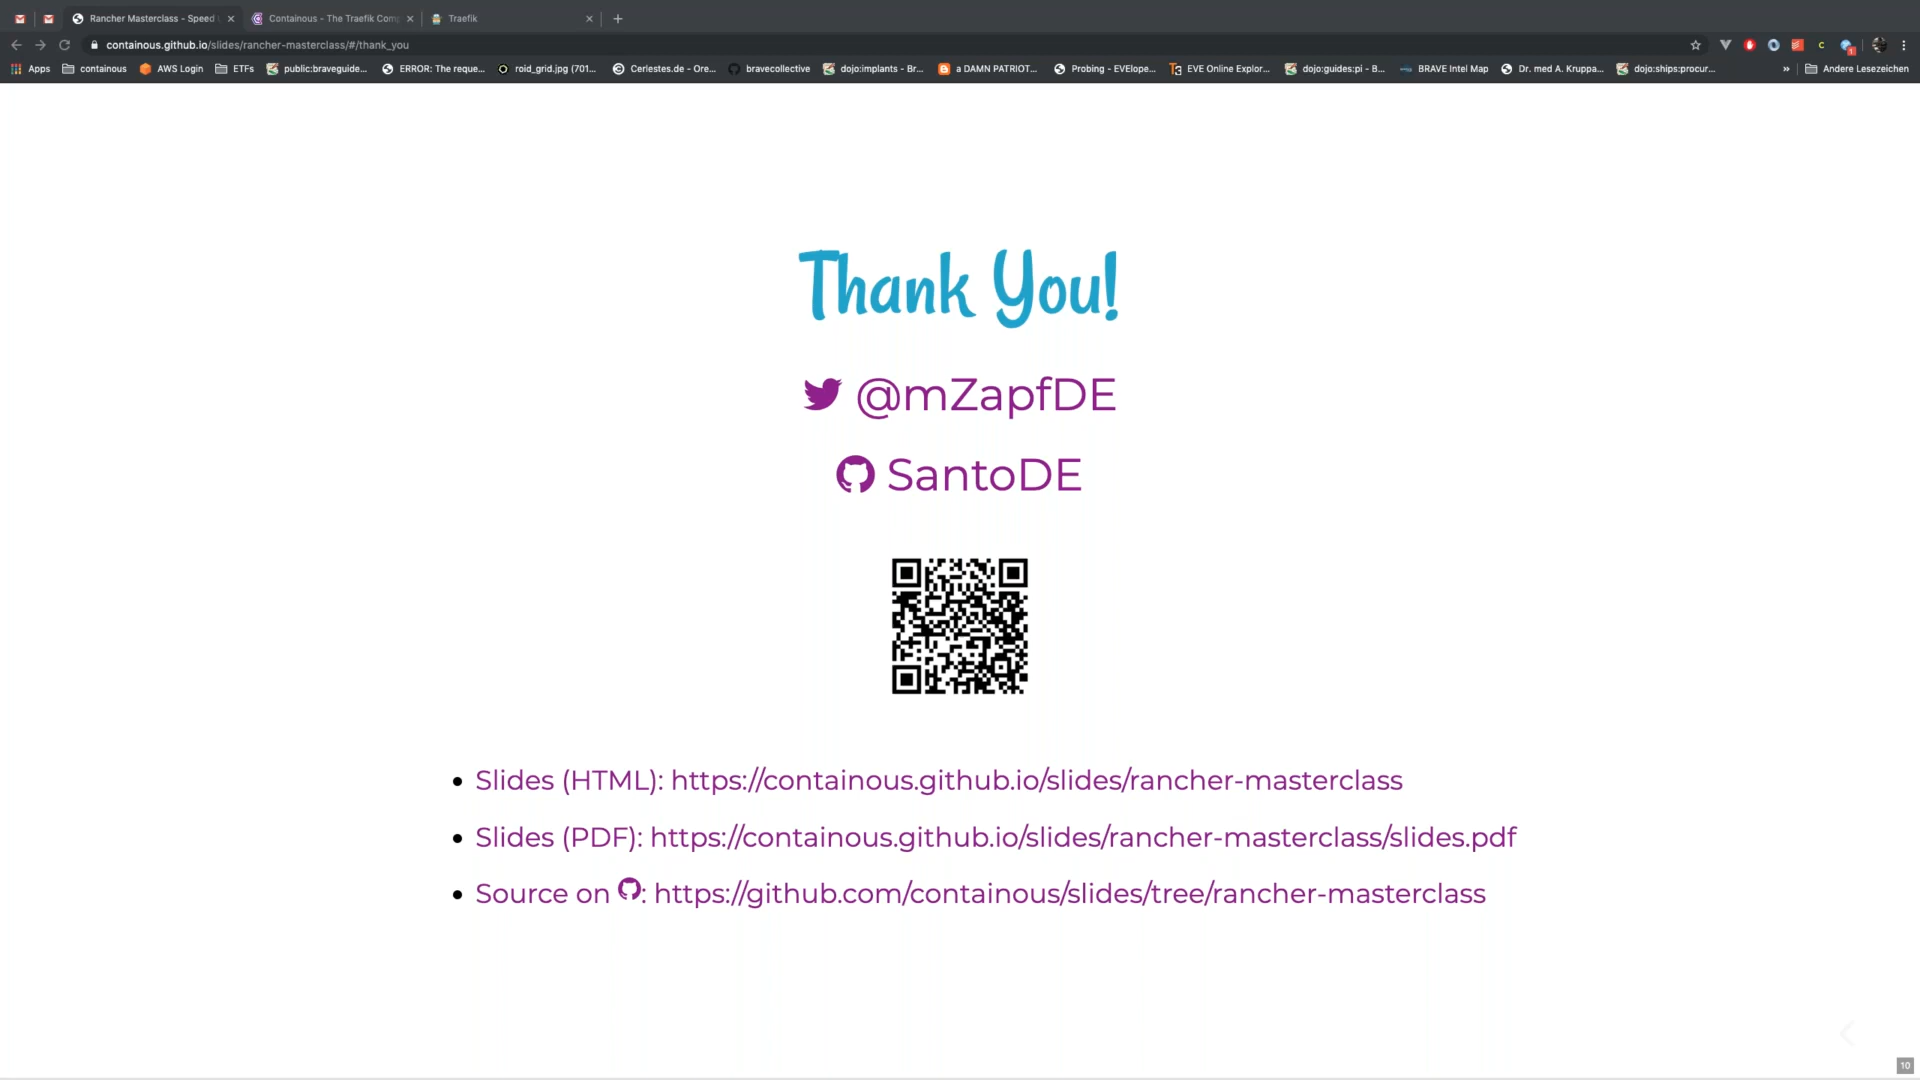 Rancher Masterclass - Speed
Containous - The Traefik Com
Traefik
containous.github.io/slides/rancher-masterclass/#/thank_you
Apps
containous
AWS Login
ETFs
public:braveguide...
ERROR: The reque...
roid_grid.jpg (701...
Cerlestes.de - Ore...
bravecollective
dojo:implants - Br...
a DAMN PATRIOT...
Probing - EVElope...
EVE Online Explor...
dojo:guides:pi - B...
BRAVE Intel Map
Dr. med A. Kruppa...
dojo:ships:procur...
»
Andere Lesezeichen
Thank You!
@mZapfDE
SantoDE
• Slides (HTML): https://containous.github.io/slides/rancher-masterclass
• Slides (PDF): https://containous.github.io/slides/rancher-masterclass/slides.pdf
• Source on : https://github.com/containous/slides/tree/rancher-masterclass
10